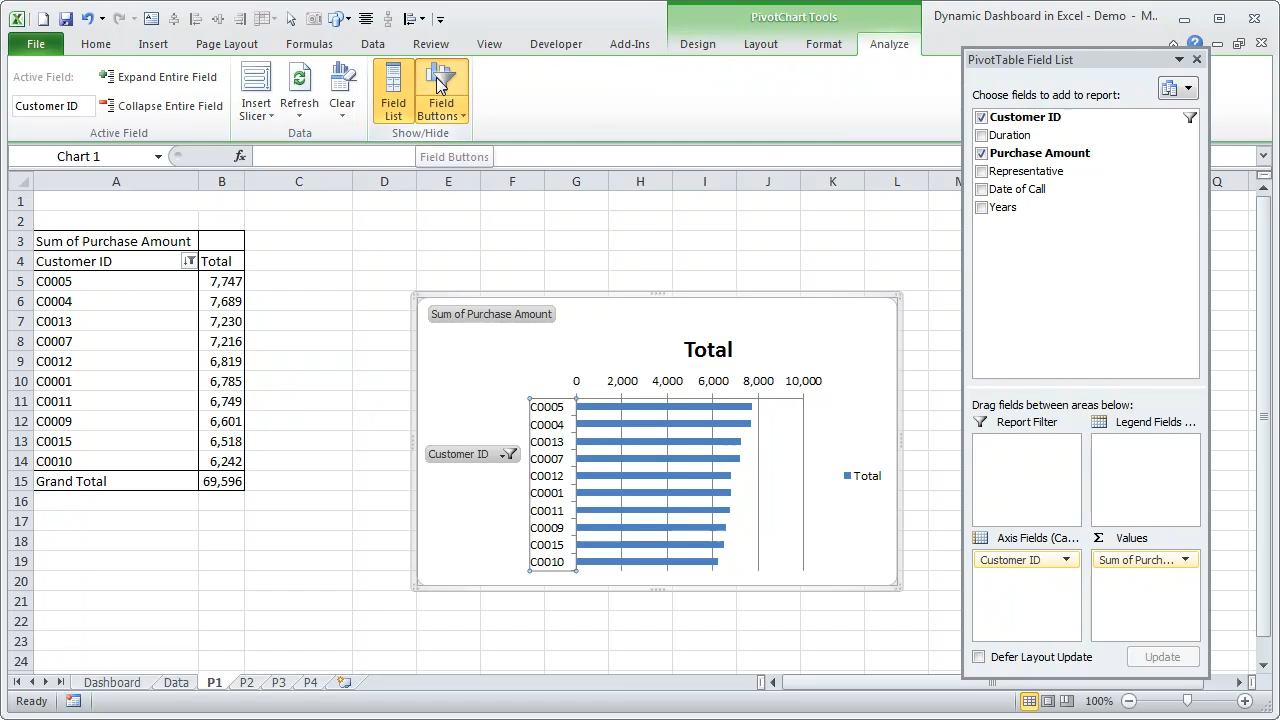 PivotChart Tools
Dynamic Dashboard in Excel - Demo - M...
File Home Insert Page Layout Formulas Data Review View Developer Add-Ins Design Layout Format Analyze
Active Field:
Customer ID
Expand Entire Field
Collapse Entire Field
Active Field
Insert Slicer
Refresh
Clear
Data
Field List
Field Buttons
Show/Hide
Chart 1
fx
Field Buttons
A B C D E F G H I J K L M Q
1
2
3 Sum of Purchase Amount
4 Customer ID Total
5 C0005 7,747
6 C0004 7,689
7 C0013 7,230
8 C0007 7,216
9 C0012 6,819
10 C0001 6,785
11 C0011 6,749
12 C0009 6,601
13 C0015 6,518
14 C0010 6,242
15 Grand Total 69,596
16
17
18
19
20
21
22
23
24
Sum of Purchase Amount
Total
0 2,000 4,000 6,000 8,000 10,000
C0005
C0004
C0013
Customer ID
C0007
C0012
C0001
C0011
C0009
C0015
C0010
Total
PivotTable Field List
Choose fields to add to report:
Customer ID
Duration
Purchase Amount
Representative
Date of Call
Years
Drag fields between areas below:
Report Filter
Legend Fields ...
Axis Fields (Ca...
Σ Values
Customer ID
Sum of Purch...
Defer Layout Update
Update
Dashboard Data P1 P2 P3 P4
Ready
100%